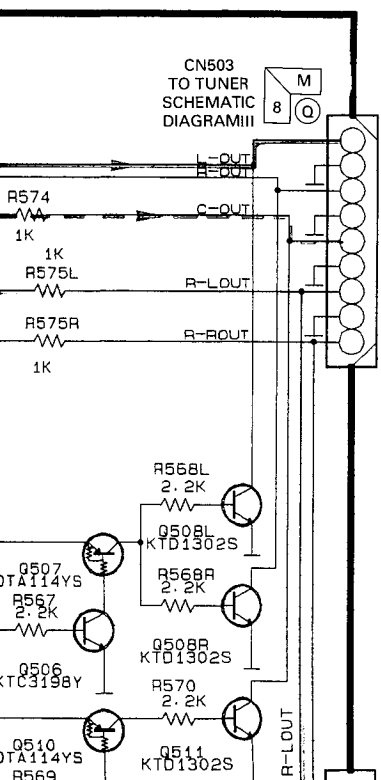 CN503
TO TUNER
SCHEMATIC
DIAGRAMIII
M
8
Q
L-OUT
R-OUT
R574
1K
C-OUT
1K
R575L
R-LOUT
R575R
R-ROUT
1K
R568L
2.2K
Q508L
KTD1302S
Q507
DTA114YS
R568R
2.2K
R567
2.2K
Q508R
KTD1302S
Q506
KTC3198Y
R570
2.2K
R-LOUT
Q510
DTA114YS
Q511
KTD1302S
R569